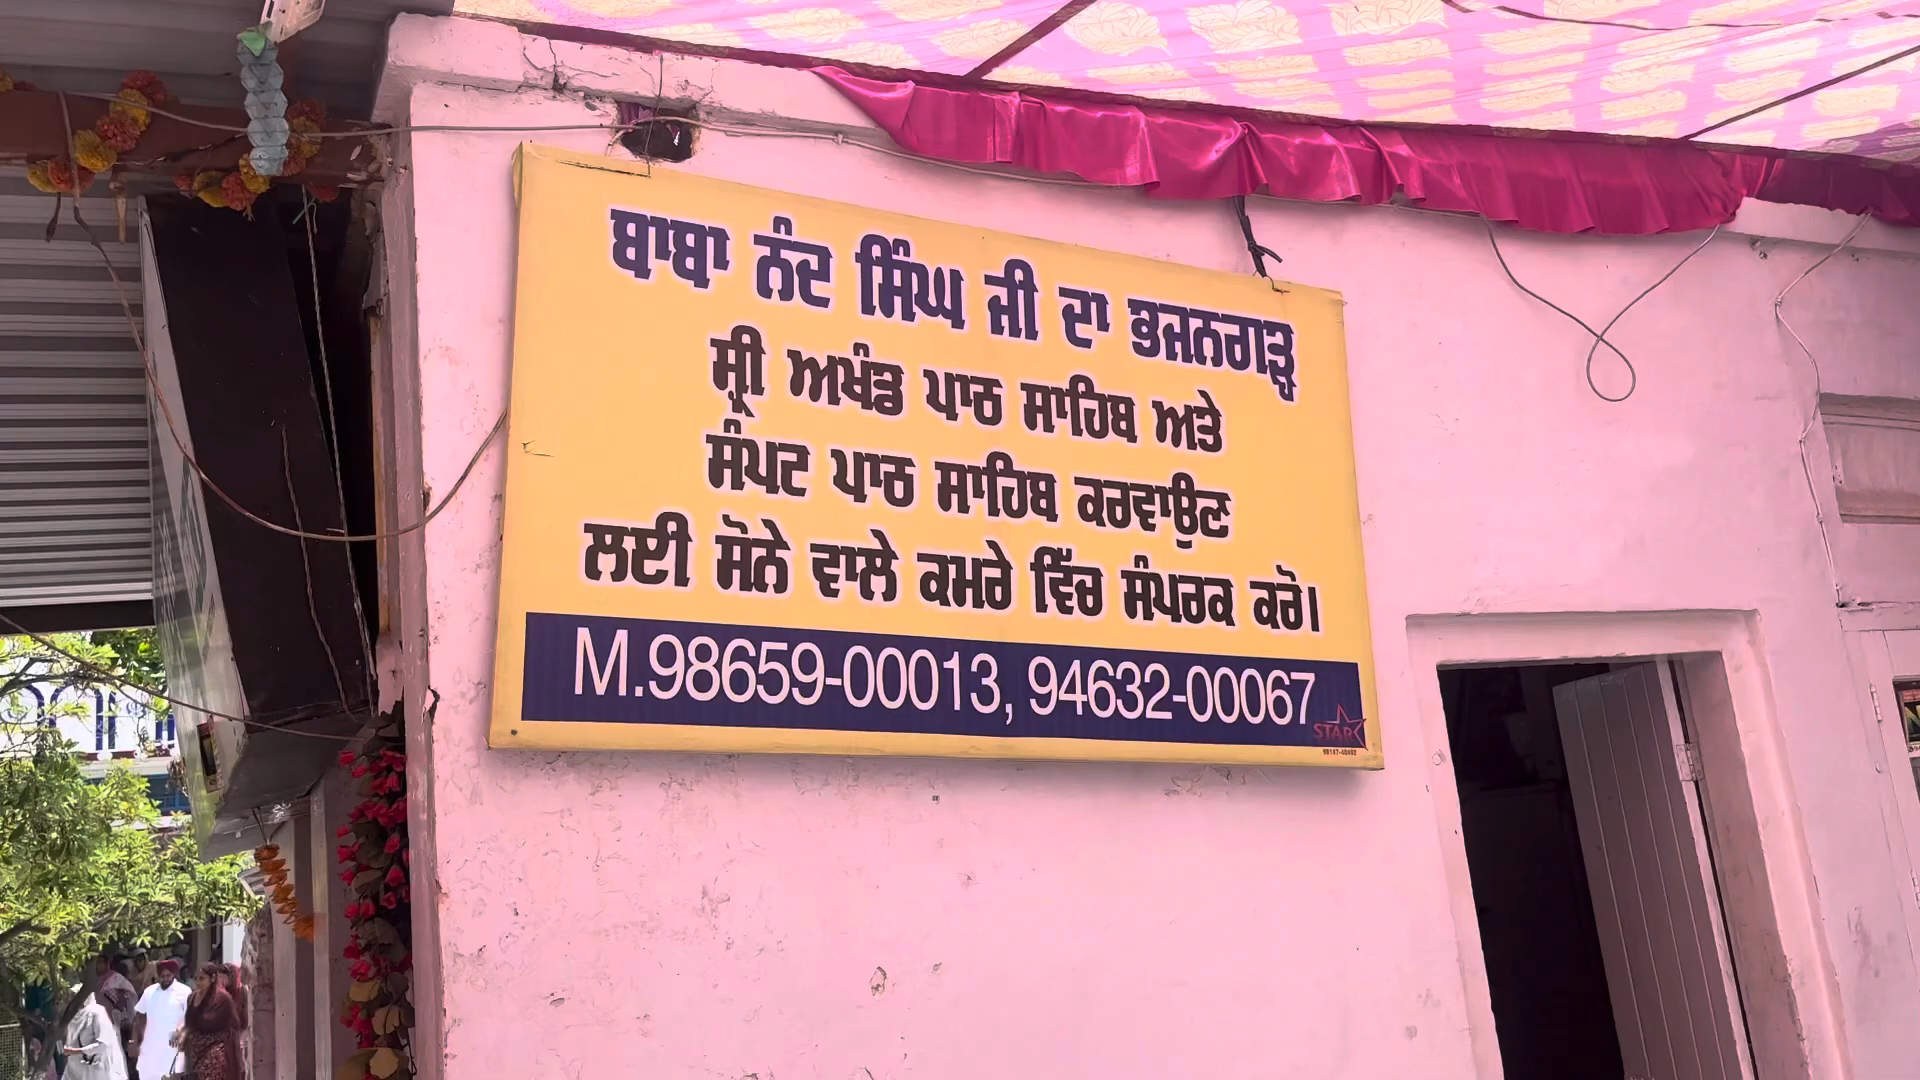 ਬਾਬਾ ਨੰਦ ਸਿੰਘ ਜੀ ਦਾ ਭਜਨਗੜ੍ਹ
ਸ੍ਰੀ ਅਖੰਡ ਪਾਠ ਸਾਹਿਬ ਅਤੇ
ਸੰਪਟ ਪਾਠ ਸਾਹਿਬ ਕਰਵਾਉਣ
ਲਈ ਸੋਨੇ ਵਾਲੇ ਕਮਰੇ ਵਿੱਚ ਸੰਪਰਕ ਕਰੋ।
M.98659-00013, 94632-00067
STAR